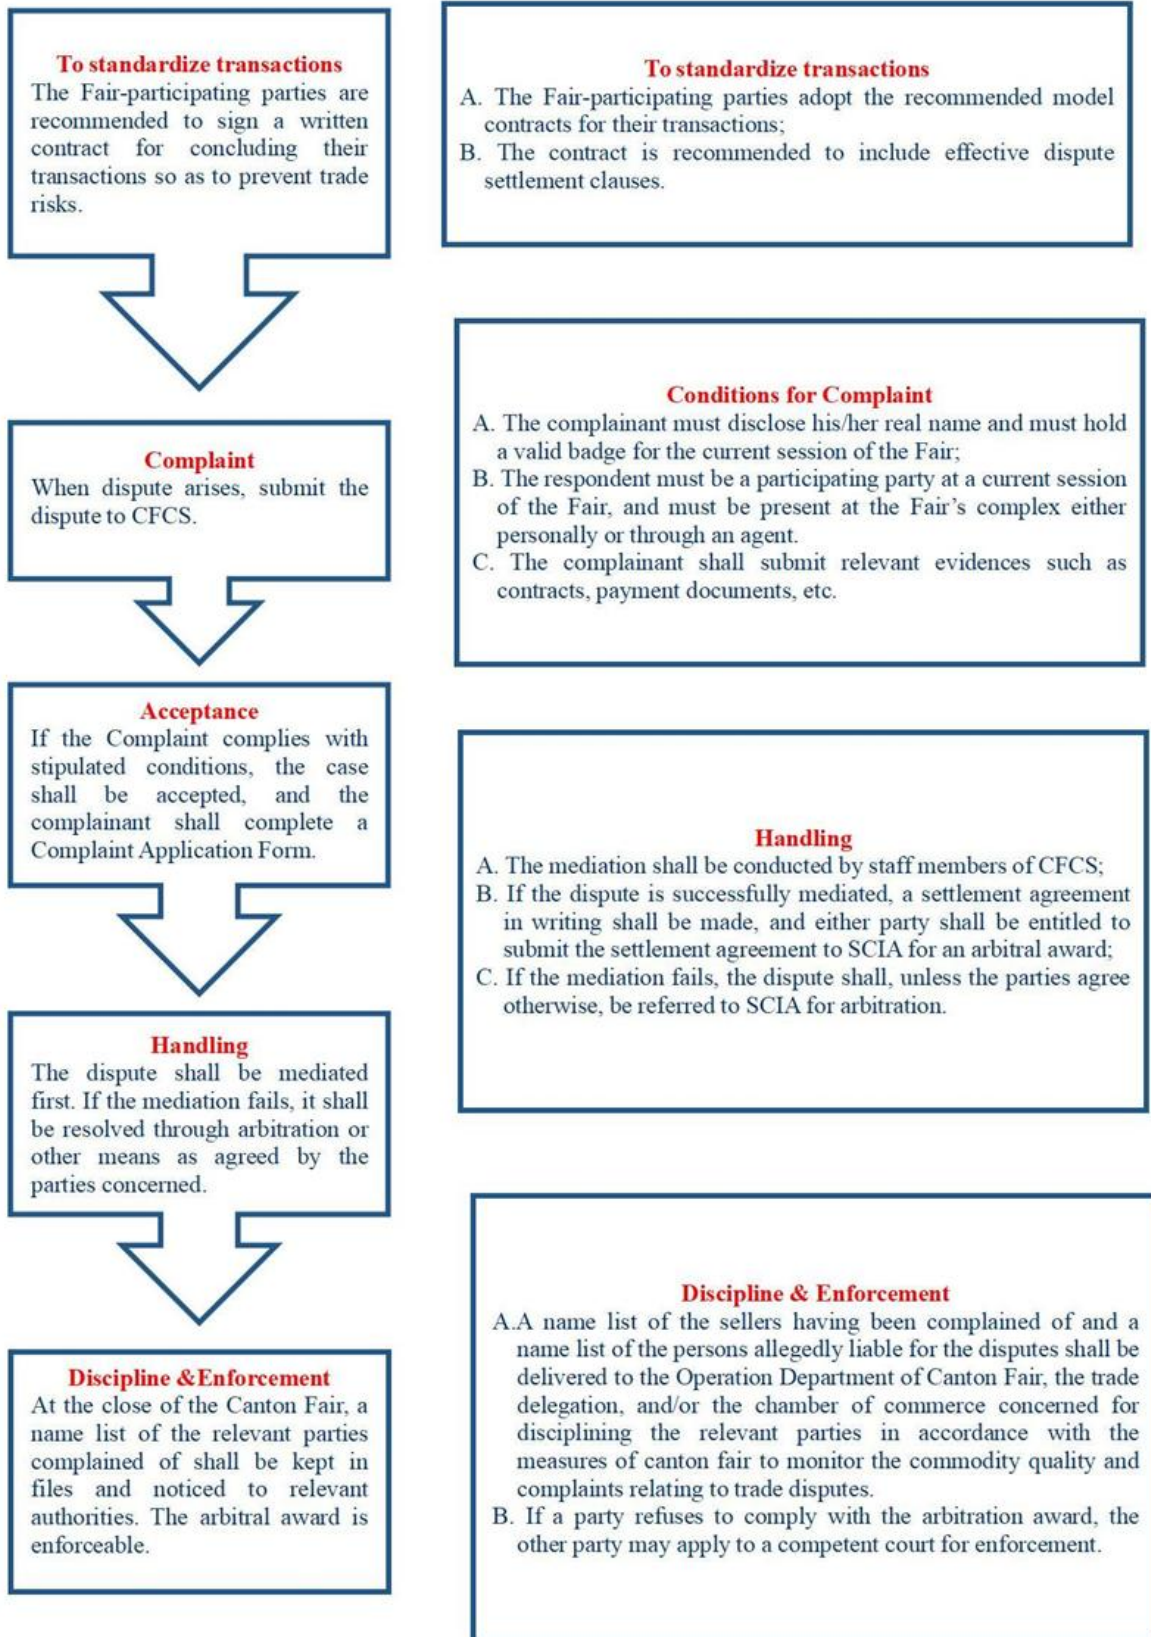 To standardize transactions
The Fair-participating parties are
recommended to sign a written
contract for concluding their
transactions so as to prevent trade
risks.
To standardize transactions
A. The Fair-participating parties adopt the recommended model
contracts for their transactions;
B. The contract is recommended to include effective dispute
settlement clauses.
Complaint
When dispute arises, submit the
dispute to CFCS.
Conditions for Complaint
A. The complainant must disclose his/her real name and must hold
a valid badge for the current session of the Fair;
B. The respondent must be a participating party at a current session
of the Fair, and must be present at the Fair's complex either
personally or through an agent.
C. The complainant shall submit relevant evidences such as
contracts, payment documents, etc.
Acceptance
If the Complaint complies with
stipulated conditions, the case
shall be accepted, and the
complainant shall complete a
Complaint Application Form.
Handling
A. The mediation shall be conducted by staff members of CFCS;
B. If the dispute is successfully mediated, a settlement agreement
in writing shall be made, and either party shall be entitled to
submit the settlement agreement to SCIA for an arbitral award;
C. If the mediation fails, the dispute shall, unless the parties agree
otherwise, be referred to SCIA for arbitration.
Handling
The dispute shall be mediated
first. If the mediation fails, it shall
be resolved through arbitration or
other means as agreed by the
parties concerned.
Discipline &Enforcement
At the close of the Canton Fair, a
name list of the relevant parties
complained of shall be kept in
files and noticed to relevant
authorities. The arbitral award is
enforceable.
Discipline & Enforcement
A.A name list of the sellers having been complained of and a
name list of the persons allegedly liable for the disputes shall be
delivered to the Operation Department of Canton Fair, the trade
delegation, and/or the chamber of commerce concerned for
disciplining the relevant parties in accordance with the
measures of canton fair to monitor the commodity quality and
complaints relating to trade disputes.
B. If a party refuses to comply with the arbitration award, the
other party may apply to a competent court for enforcement.